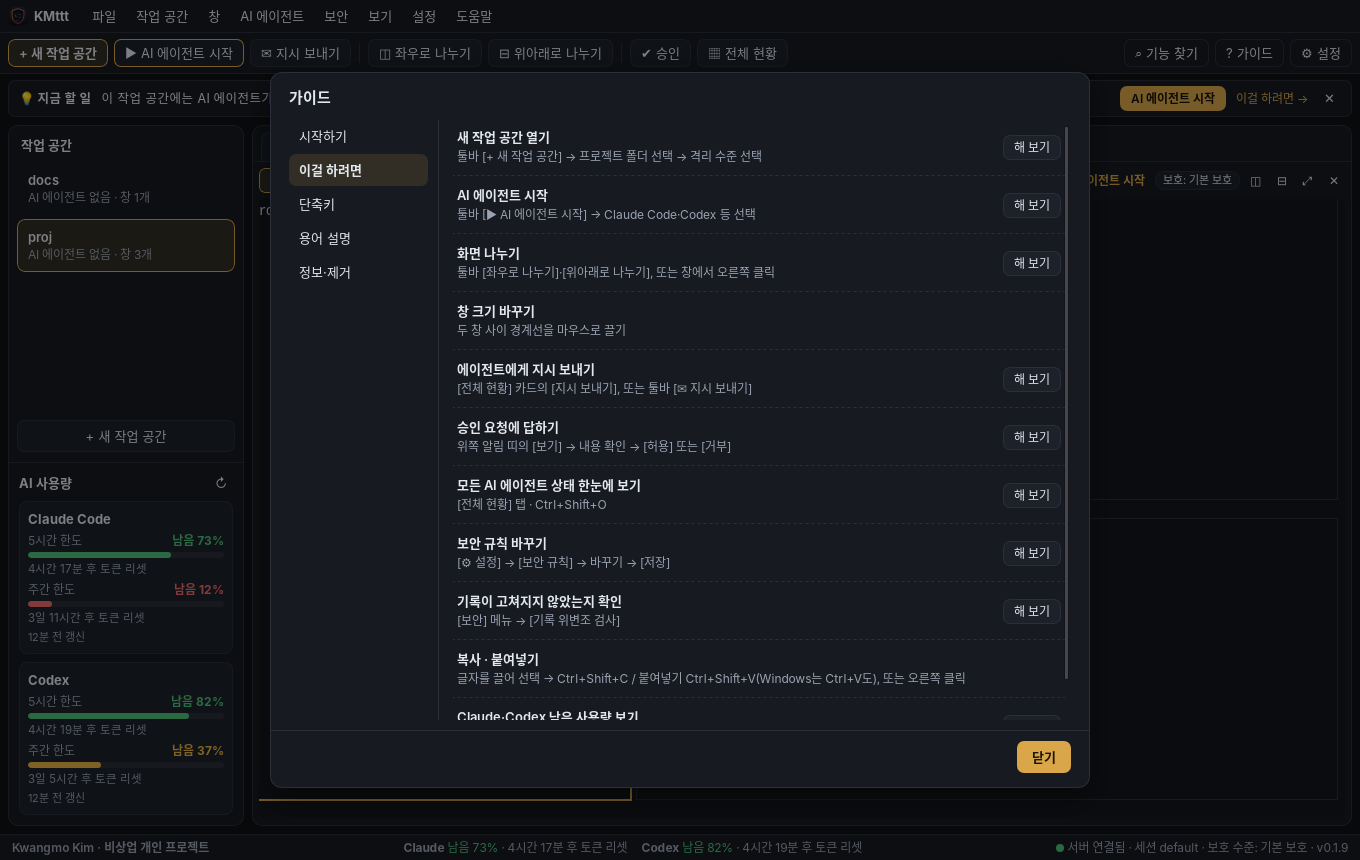 KMttt 파일 작업 공간 창 AI 에이전트 보안 보기 설정 도움말
+ 새 작업 공간 ▶ AI 에이전트 시작 ✉ 지시 보내기 ◫ 좌우로 나누기 ⊟ 위아래로 나누기 ✔ 승인 ▦ 전체 현황 ⌕ 기능 찾기 ? 가이드 ⚙ 설정
💡 지금 할 일 이 작업 공간에는 AI 에이전트가 AI 에이전트 시작 이걸 하려면 → ✕
작업 공간
docs
AI 에이전트 없음 · 창 1개
proj
AI 에이전트 없음 · 창 3개
+ 새 작업 공간
AI 사용량 ↻
Claude Code
5시간 한도 남음 73%
4시간 17분 후 토큰 리셋
주간 한도 남음 12%
3일 11시간 후 토큰 리셋
12분 전 갱신
Codex
5시간 한도 남음 82%
4시간 19분 후 토큰 리셋
주간 한도 남음 37%
3일 5시간 후 토큰 리셋
12분 전 갱신
시작 보호: 기본 보호 ◫ ⊟ ⤢ ✕
가이드
시작하기
이걸 하려면
단축키
용어 설명
정보·제거
새 작업 공간 열기
툴바 [+ 새 작업 공간] → 프로젝트 폴더 선택 → 격리 수준 선택
해 보기
AI 에이전트 시작
툴바 [▶ AI 에이전트 시작] → Claude Code·Codex 등 선택
해 보기
화면 나누기
툴바 [좌우로 나누기]·[위아래로 나누기], 또는 창에서 오른쪽 클릭
해 보기
창 크기 바꾸기
두 창 사이 경계선을 마우스로 끌기
에이전트에게 지시 보내기
[전체 현황] 카드의 [지시 보내기], 또는 툴바 [✉ 지시 보내기]
해 보기
승인 요청에 답하기
위쪽 알림 띠의 [보기] → 내용 확인 → [허용] 또는 [거부]
해 보기
모든 AI 에이전트 상태 한눈에 보기
[전체 현황] 탭 · Ctrl+Shift+O
해 보기
보안 규칙 바꾸기
[⚙ 설정] → [보안 규칙] → 바꾸기 → [저장]
해 보기
기록이 고쳐지지 않았는지 확인
[보안] 메뉴 → [기록 위변조 검사]
해 보기
복사 · 붙여넣기
글자를 끌어 선택 → Ctrl+Shift+C / 붙여넣기 Ctrl+Shift+V(Windows는 Ctrl+V도), 또는 오른쪽 클릭
Claude·Codex 남은 사용량 보기
닫기
Kwangmo Kim · 비상업 개인 프로젝트 Claude 남음 73% · 4시간 17분 후 토큰 리셋 Codex 남음 82% · 4시간 19분 후 토큰 리셋 서버 연결됨 · 세션 default · 보호 수준: 기본 보호 · v0.1.9